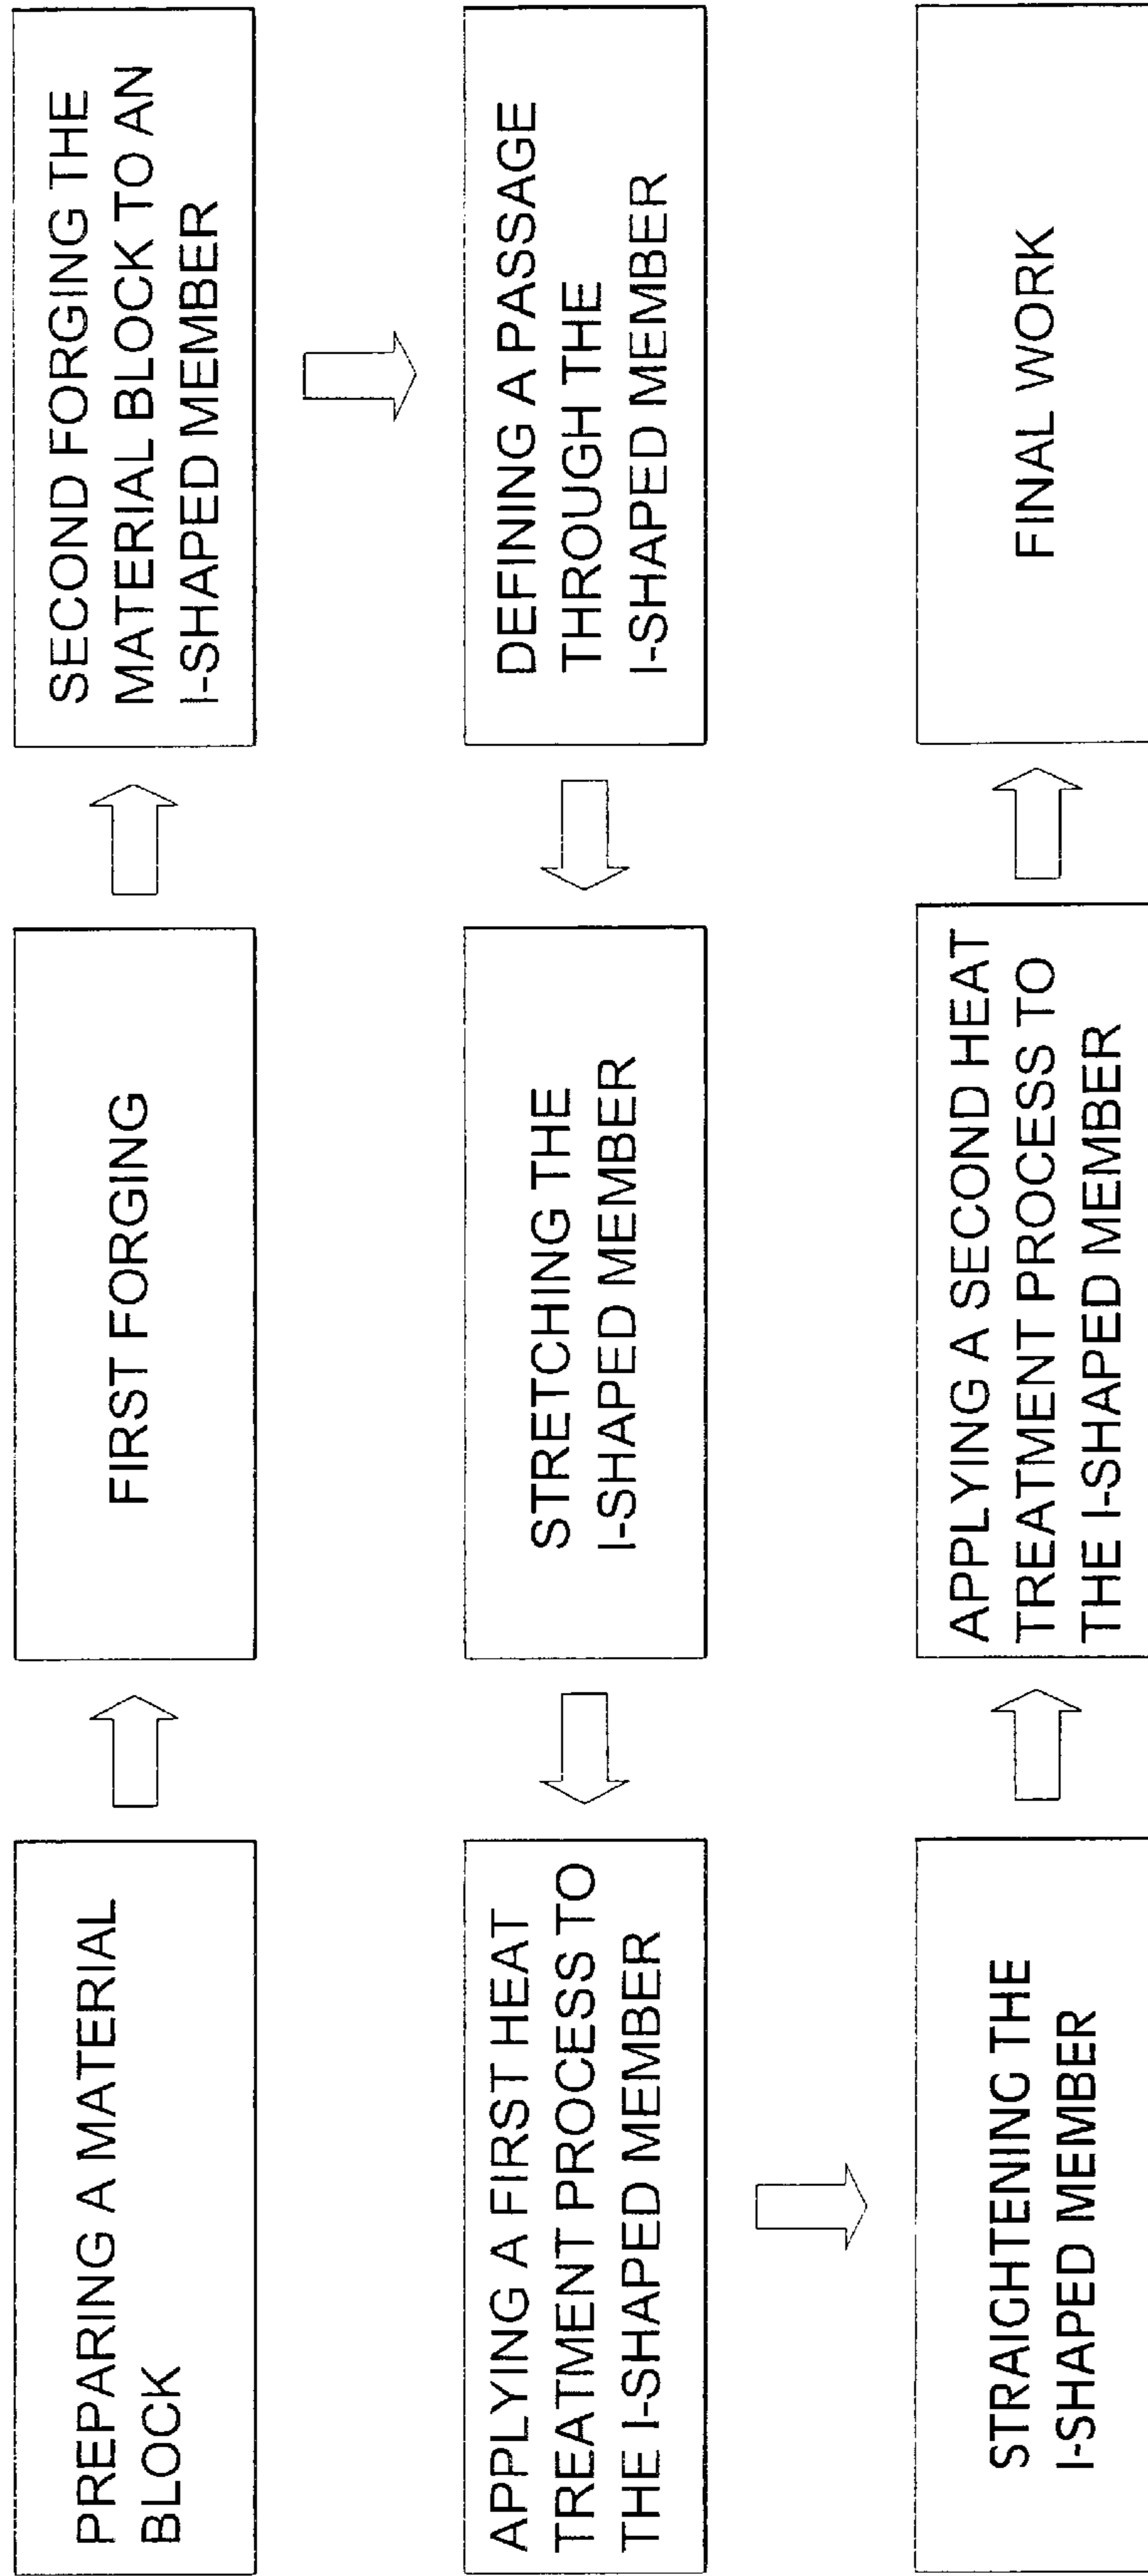 PREPARING A MATERIAL
BLOCK
FIRST FORGING
SECOND FORGING THE
MATERIAL BLOCK TO AN
I-SHAPED MEMBER
DEFINING A PASSAGE
THROUGH THE
I-SHAPED MEMBER
STRETCHING THE
I-SHAPED MEMBER
APPLYING A FIRST HEAT
TREATMENT PROCESS TO
THE I-SHAPED MEMBER
STRAIGHTENING THE
I-SHAPED MEMBER
APPLYING A SECOND HEAT
TREATMENT PROCESS TO
THE I-SHAPED MEMBER
FINAL WORK